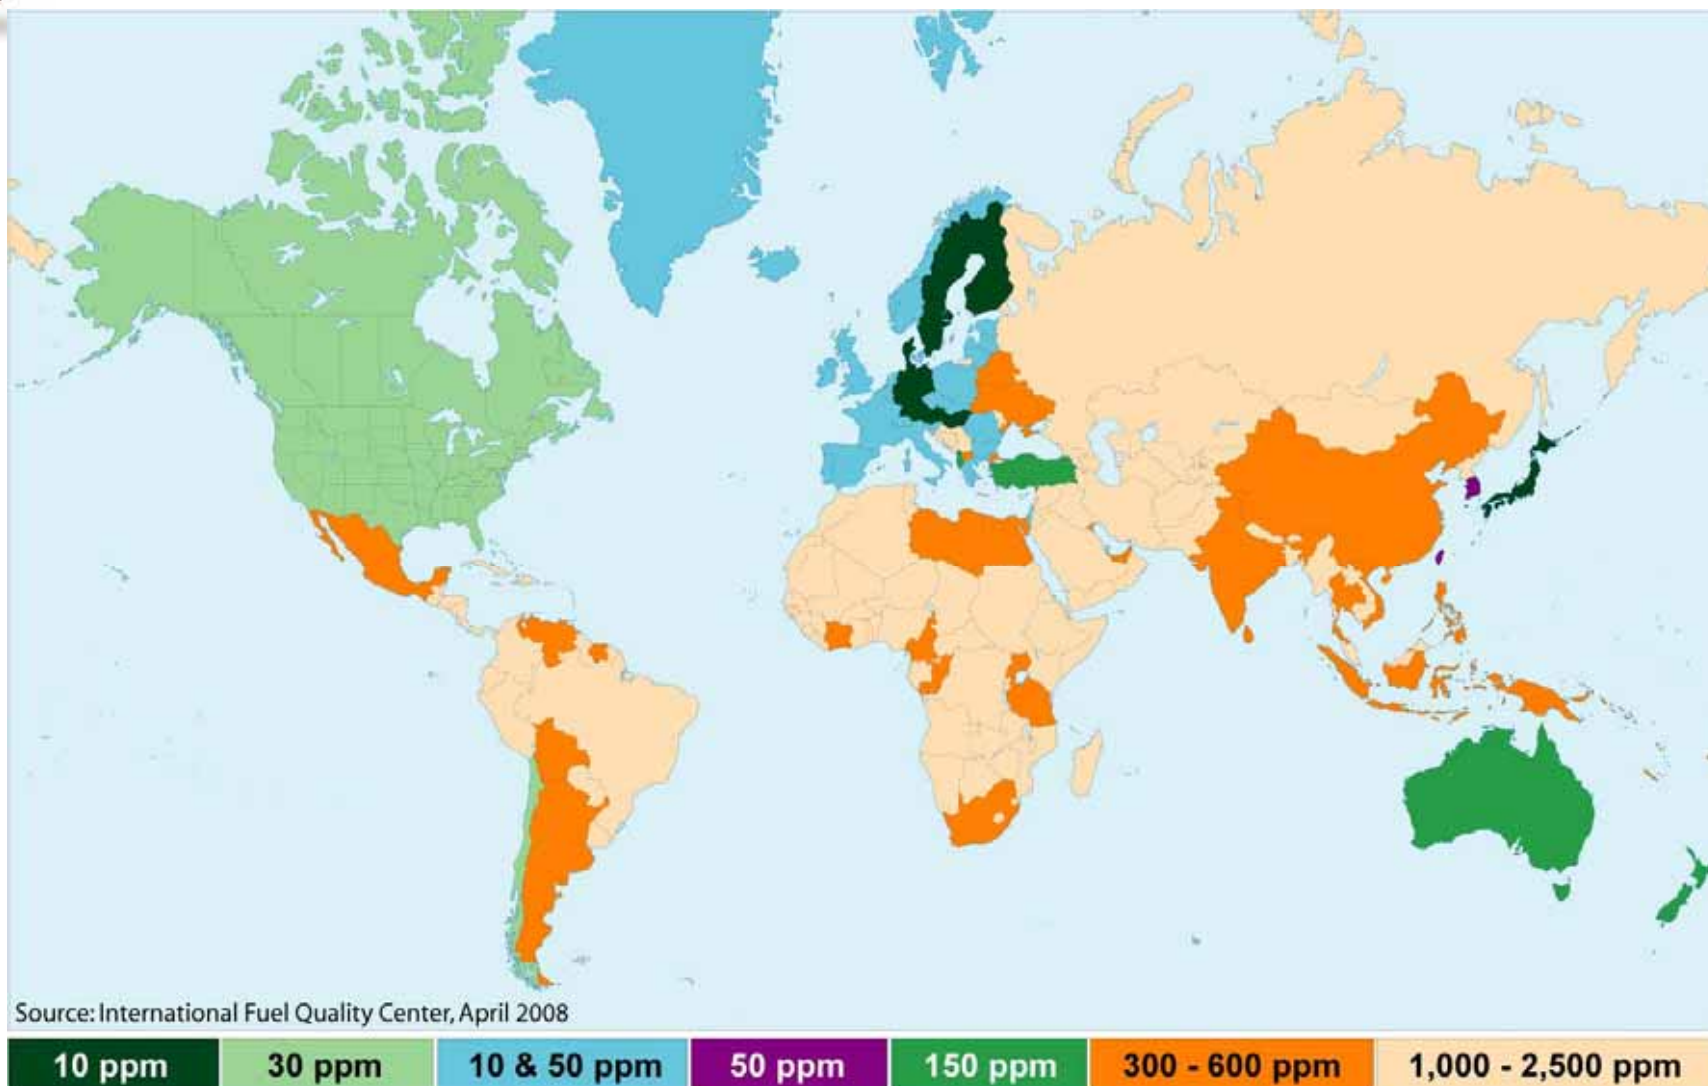 Source: International Fuel Quality Center, April 2008
10 ppm 30 ppm 10 & 50 ppm 50 ppm 150 ppm 300 - 600 ppm 1,000 - 2,500 ppm